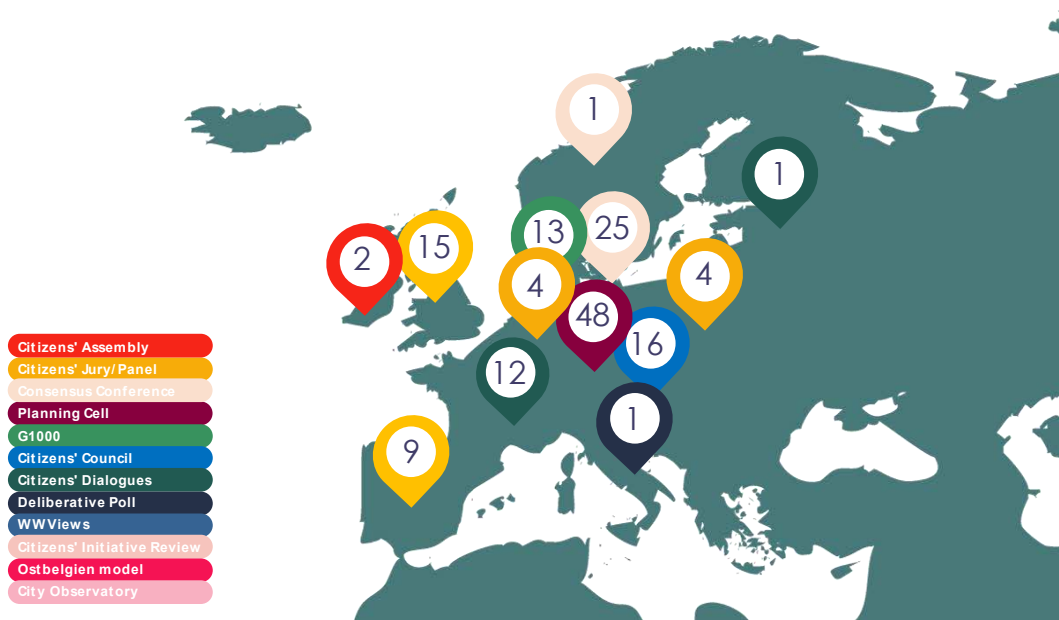 1
1
13
25
15
2
4
4
48
16
12
1
9
Citizens' Assembly
Citizens' Jury/Panel
Consensus Conference
Planning Cell
G1000
Citizens' Council
Citizens' Dialogues
Deliberative Poll
WWViews
Citizens' Initiative Review
Ostbelgien model
City Observatory